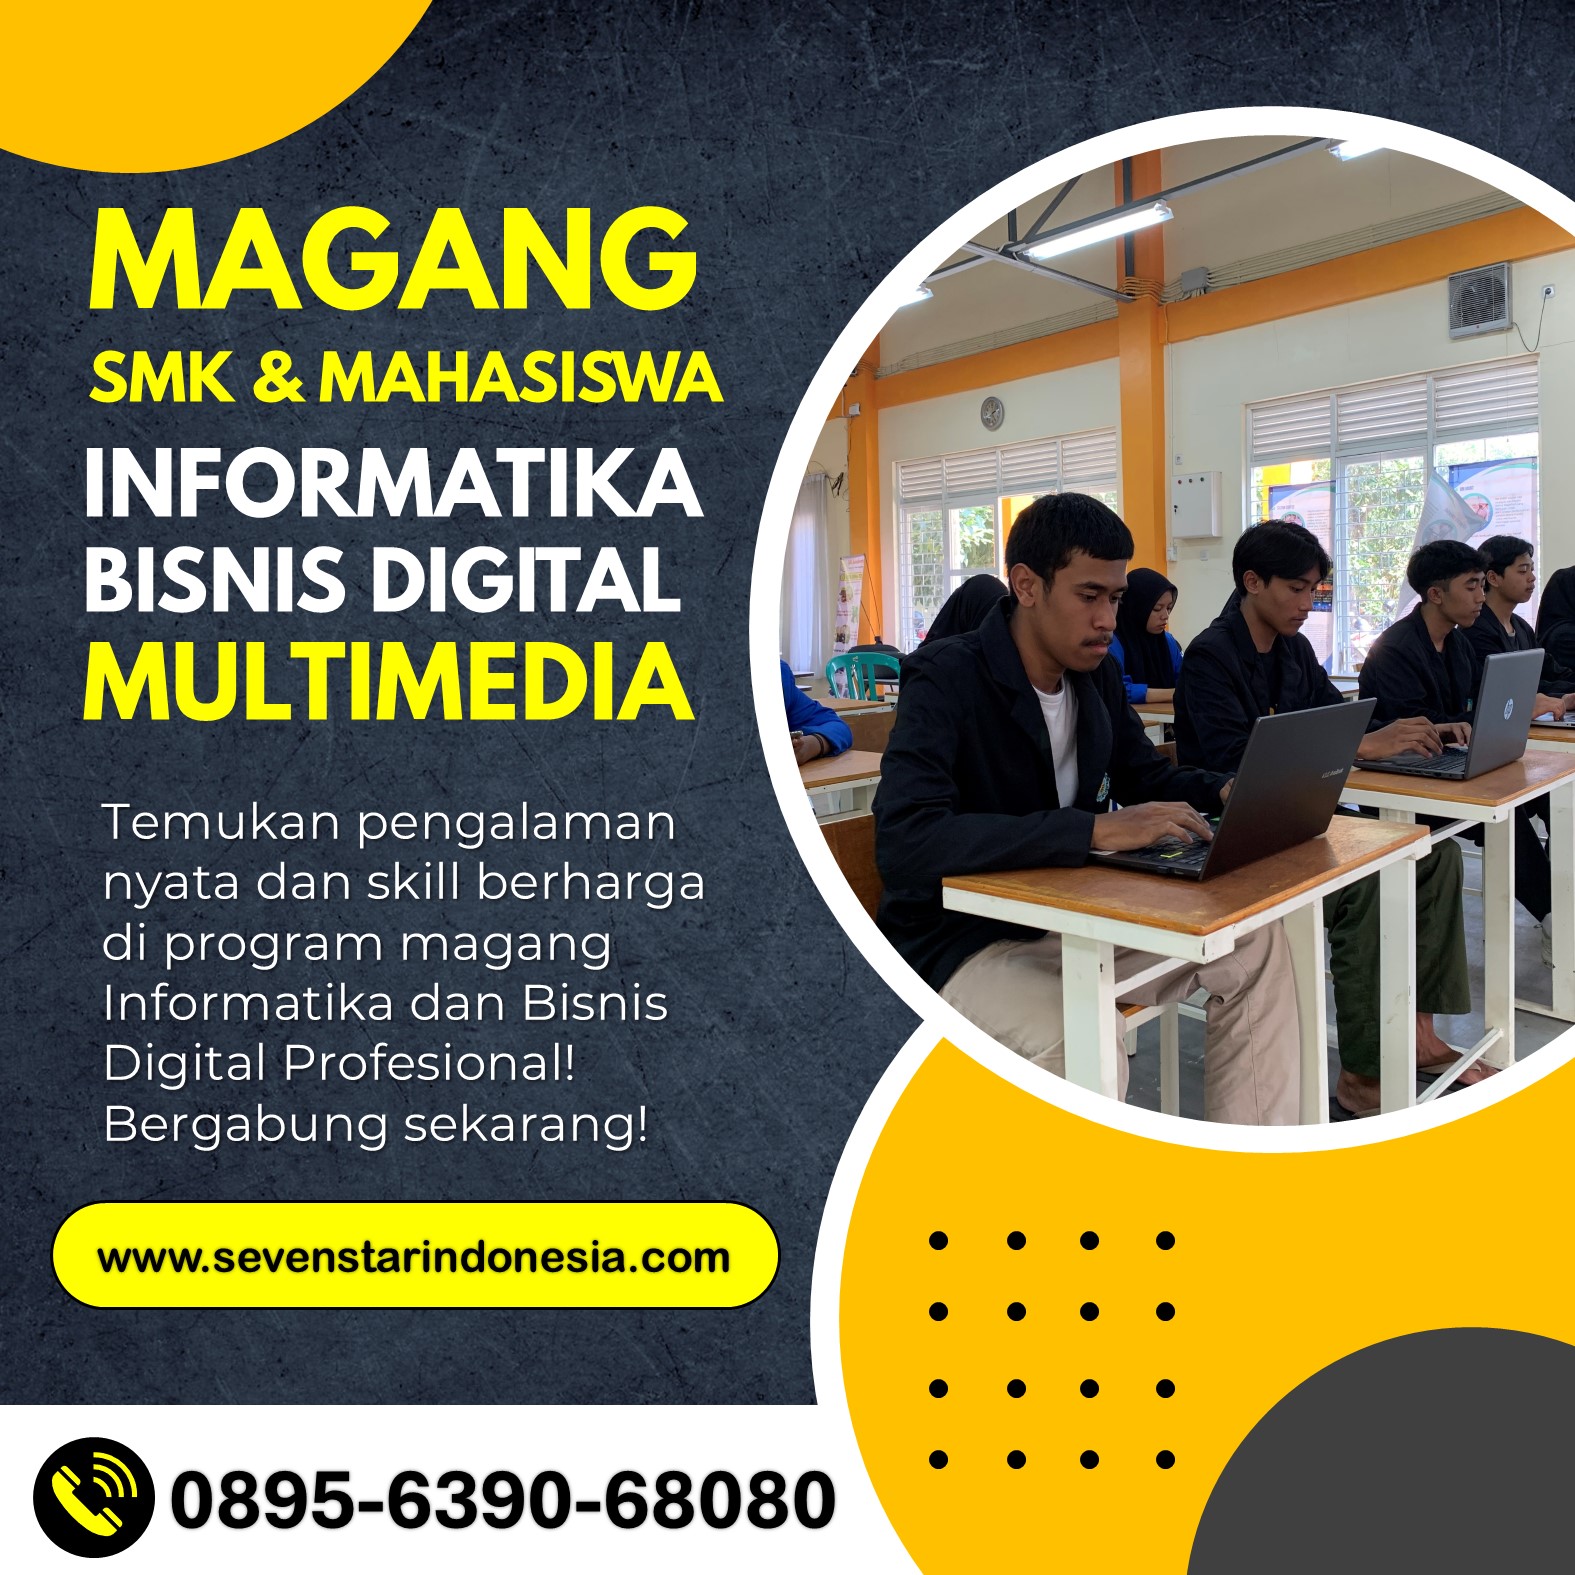 MAGANG
SMK & MAHASISWA
INFORMATIKA
BISNIS DIGITAL
MULTIMEDIA
Temukan pengalaman
nyata dan skill berharga
di program magang
Informatika dan Bisnis
Digital Profesional!
Bergabung sekarang!
www.sevenstarindonesia.com
0895-6390-68080